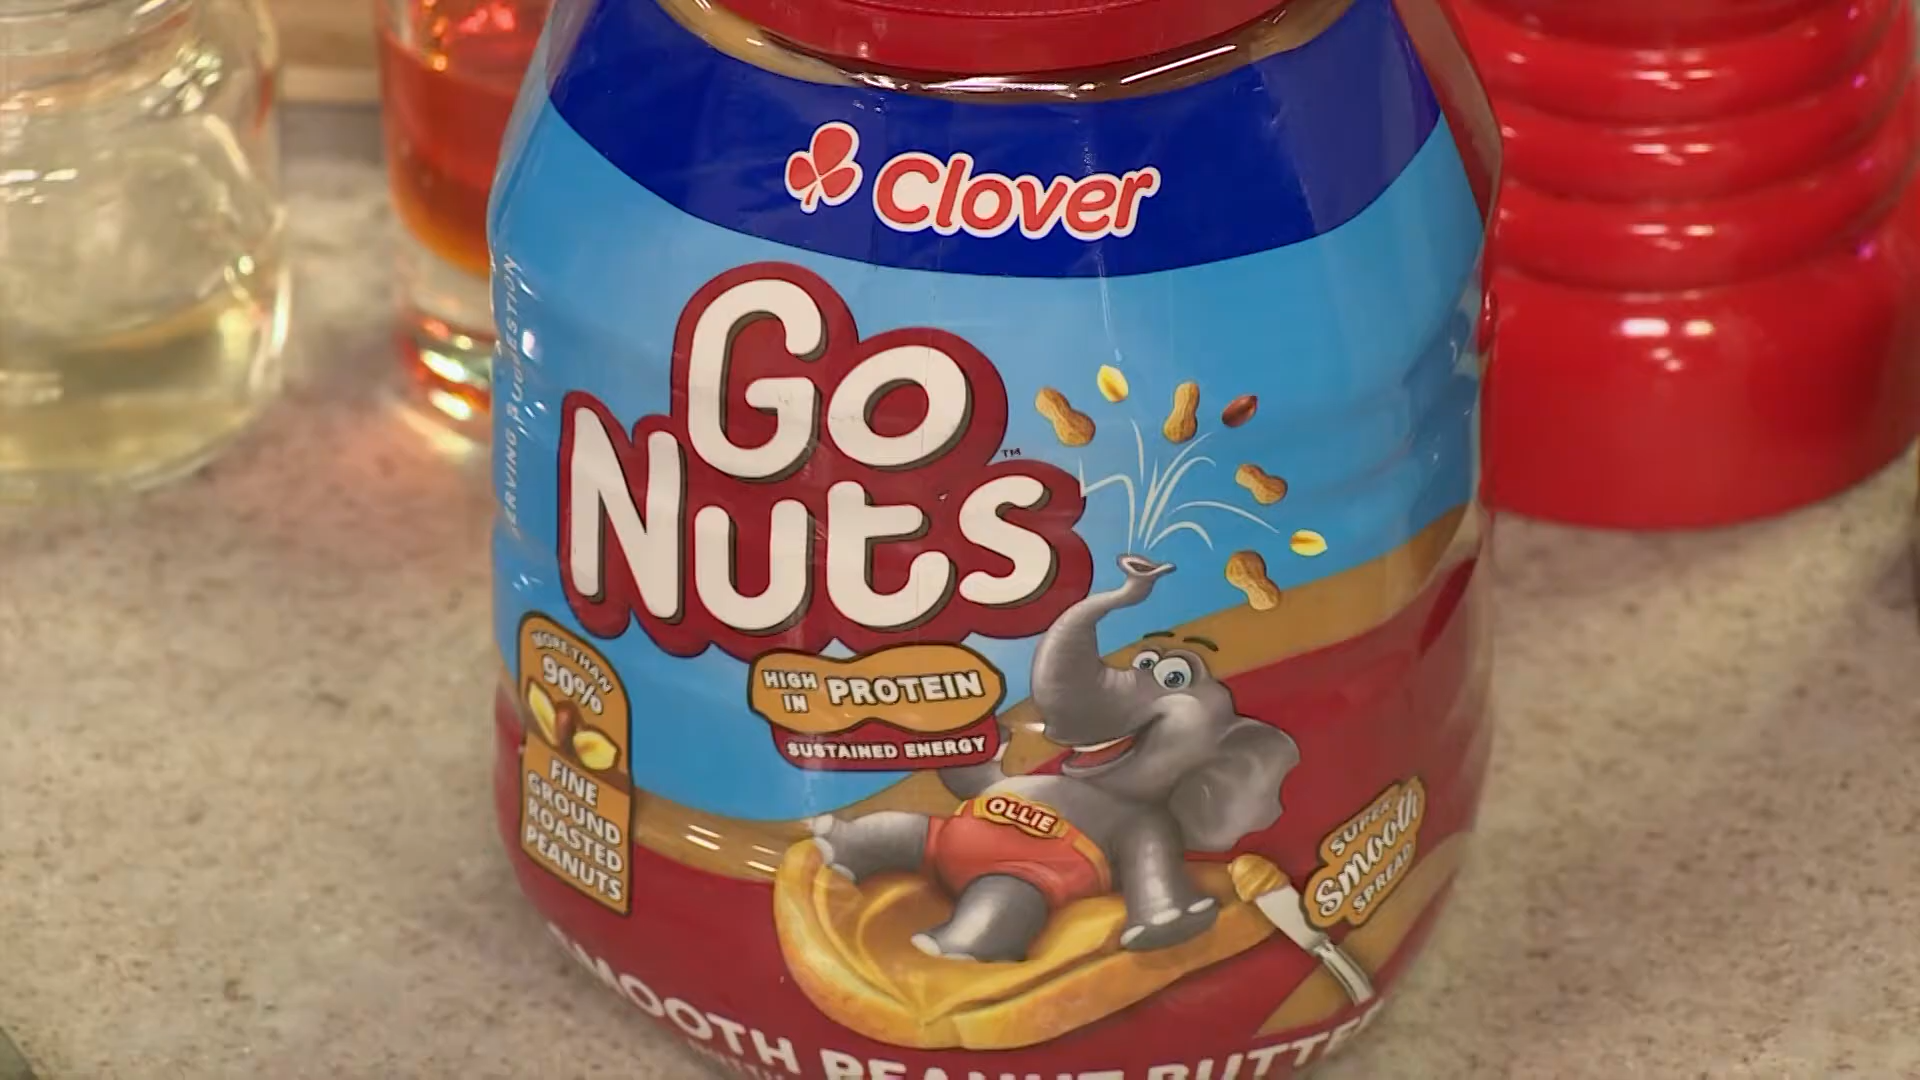 Clover
Go
Nuts
TM
SERVING SUGGESTION
MORE THAN
90%
FINE
GROUND
ROASTED
PEANUTS
HIGH
IN PROTEIN
SUSTAINED ENERGY
OLLIE
SUPER
Smooth
SPREAD
SMOOTH PEANUT BUTTER